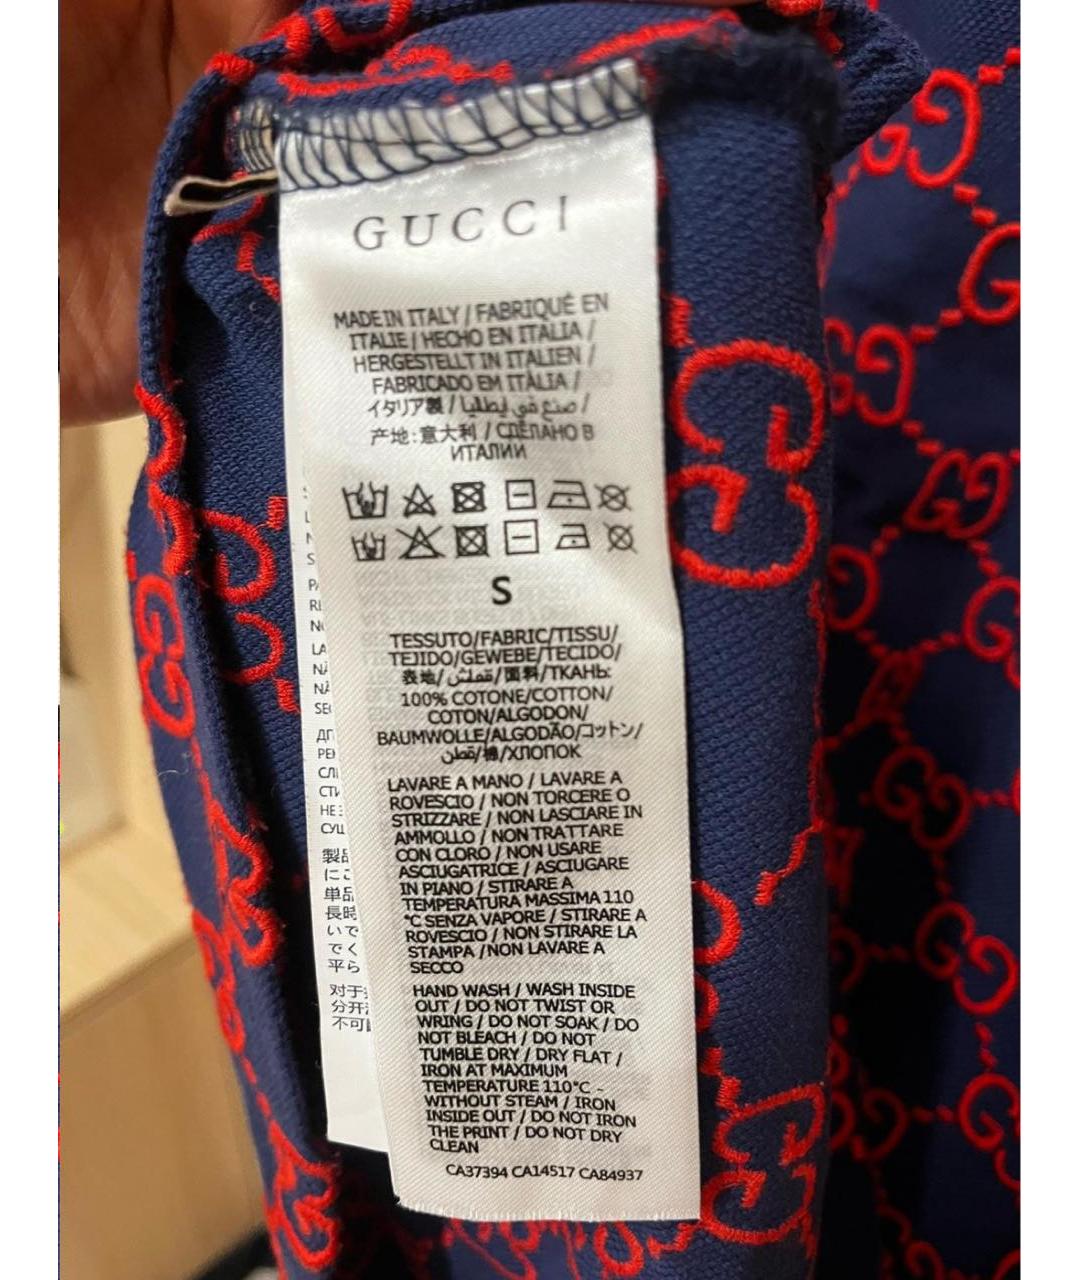 GUCCI
MADE IN ITALY / FABRIQUÉ EN
ITALIE / HECHO EN ITALIA /
HERGESTELLT IN ITALIEN /
FABRICADO EM ITÀLIA /
イタリア製 / صنع في إيطاليا /
产地:意大利 / СДЕЛАНО В
ИТАЛИИ
S
TESSUTO/FABRIC/TISSU/
TEJIDO/GEWEBE/TECIDO/
表地/قملش/面料/ТКАНЬ:
100% COTONE/COTTON/
COTON/ALGODON/
BAUMWOLLE/ALGODÃO/コットン/
قطن/棉/ХЛОПОК
LAVARE A MANO / LAVARE A
ROVESCIO / NON TORCERE O
STRIZZARE / NON LASCIARE IN
AMMOLLO / NON TRATTARE
CON CLORO / NON USARE
ASCIUGATRICE / ASCIUGARE
IN PIANO / STIRARE A
TEMPERATURA MASSIMA 110
°C SENZA VAPORE / STIRARE A
ROVESCIO / NON STIRARE LA
STAMPA /NON LAVARE A
SECCO
HAND WASH / WASH INSIDE
OUT / DO NOT TWIST OR
WRING / DO NOT SOAK / DO
NOT BLEACH / DO NOT
TUMBLE DRY / DRY FLAT /
IRON AT MAXIMUM
TEMPERATURE 110°C -
WITHOUT STEAM / IRON
INSIDE OUT / DO NOT IRON
THE PRINT / DO NOT DRY
CLEAN
CA37394 CA14517 CA84937